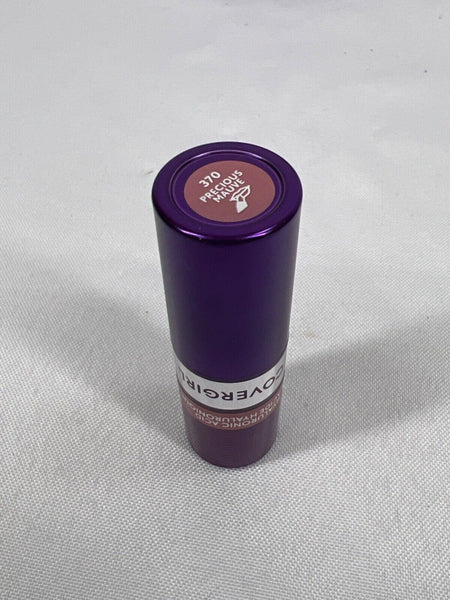 370
PRECIOUS
MAUVE
COVERGIRL
HYALURONIC ACID